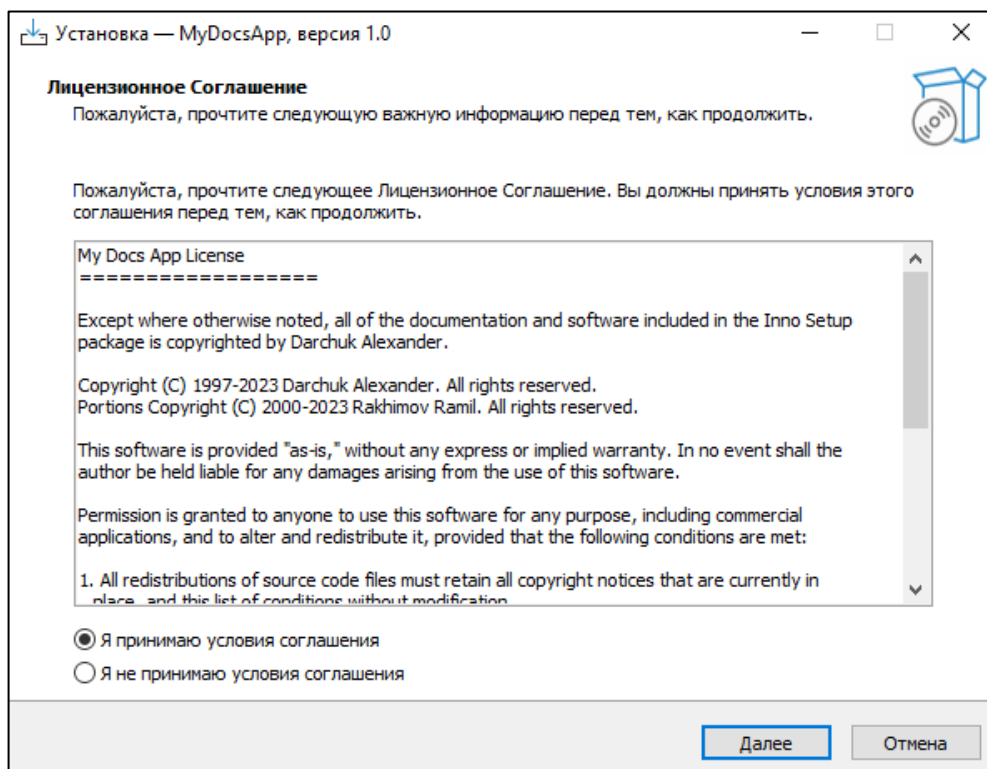 Установка — MyDocsApp, версия 1.0
Лицензионное Соглашение
Пожалуйста, прочтите следующую важную информацию перед тем, как продолжить.
Пожалуйста, прочтите следующее Лицензионное Соглашение. Вы должны принять условия этого
соглашения перед тем, как продолжить.
My Docs App License
==================
Except where otherwise noted, all of the documentation and software included in the Inno Setup
package is copyrighted by Darchuk Alexander.
Copyright (C) 1997-2023 Darchuk Alexander. All rights reserved.
Portions Copyright (C) 2000-2023 Rakhimov Ramil. All rights reserved.
This software is provided "as-is," without any express or implied warranty. In no event shall the
author be held liable for any damages arising from the use of this software.
Permission is granted to anyone to use this software for any purpose, including commercial
applications, and to alter and redistribute it, provided that the following conditions are met:
1. All redistributions of source code files must retain all copyright notices that are currently in
place, and this list of conditions without modification.
Я принимаю условия соглашения
Я не принимаю условия соглашения
Далее
Отмена